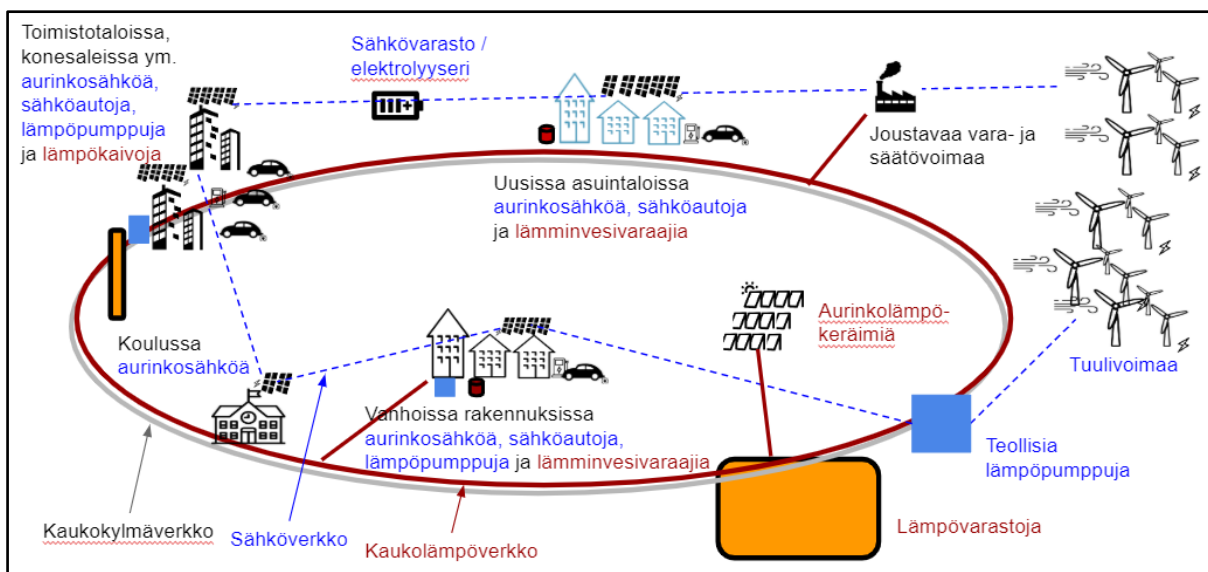 Toimistotaloissa,
konesaleissa ym.
aurinkosähköä,
sähköautoja,
lämpöpumppuja
ja lämpökaivoja
Sähkövarasto /
elektrolyyseri
Joustavaa vara- ja
säätövoimaa
Uusissa asuintaloissa
aurinkosähköä, sähköautoja
ja lämminvesivaraajia
Aurinkolämpö-
keräimiä
Koulussa
aurinkosähköä
Tuulivoimaa
Vanhoissa rakennuksissa
aurinkosähköä, sähköautoja,
lämpöpumppuja ja lämminvesivaraajia
Teollisia
lämpöpumppuja
Kaukokylmäverkko
Sähköverkko
Kaukolämpöverkko
Lämpövarastoja